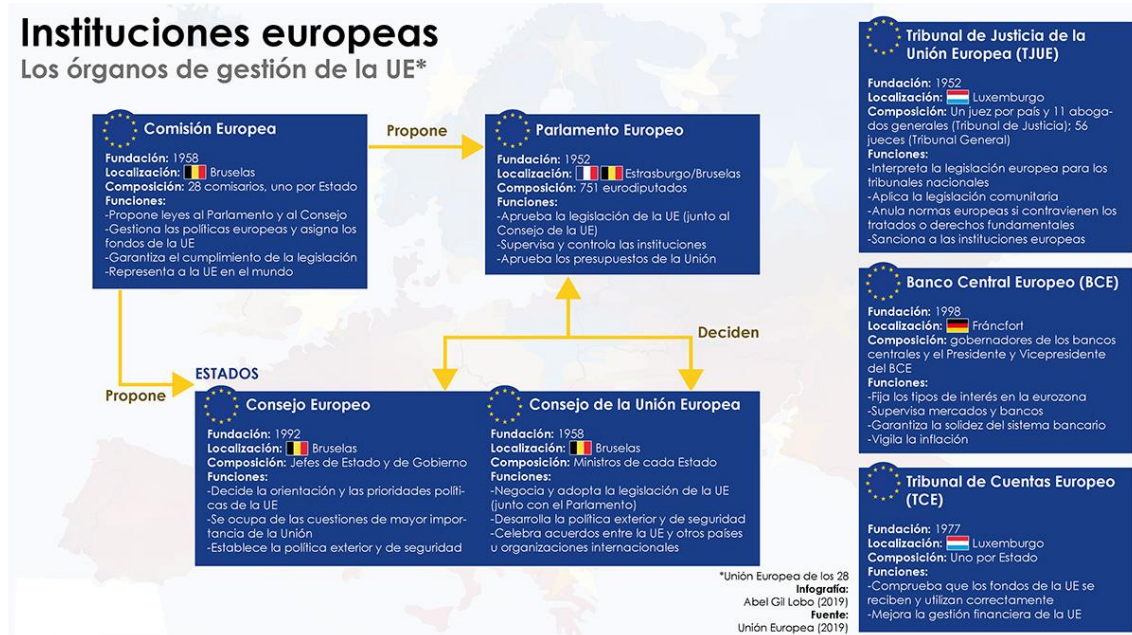 Instituciones europeas
Los órganos de gestión de la UE*
Comisión Europea
Fundación: 1958
Localización: Bruselas
Composición: 28 comisarios, uno por Estado
Funciones:
-Propone leyes al Parlamento y al Consejo
-Gestiona las políticas europeas y asigna los
fondos de la UE
-Garantiza el cumplimiento de la legislación
-Representa a la UE en el mundo
Propone
Parlamento Europeo
Fundación: 1952
Localización: Estrasburgo/Bruselas
Composición: 751 eurodiputados
Funciones:
-Aprueba la legislación de la UE (junto al
Consejo de la UE)
-Supervisa y controla las instituciones
-Aprueba los presupuestos de la Unión
Deciden
Propone
ESTADOS
Consejo Europeo
Fundación: 1992
Localización: Bruselas
Composición: Jefes de Estado y de Gobierno
Funciones:
-Decide la orientación y las prioridades políti-
cas de la UE
-Se ocupa de las cuestiones de mayor impor-
tancia de la Unión
-Establece la política exterior y de seguridad
Consejo de la Unión Europea
Fundación: 1958
Localización: Bruselas
Composición: Ministros de cada Estado
Funciones:
-Negocia y adopta la legislación de la UE
(junto con el Parlamento)
-Desarrolla la política exterior y de seguridad
-Celebra acuerdos entre la UE y otros países
u organizaciones internacionales
Tribunal de Justicia de la
Unión Europea (TJUE)
Fundación: 1952
Localización: Luxemburgo
Composición: Un juez por país y 11 aboga-
dos generales (Tribunal de Justicia); 56
jueces (Tribunal General)
Funciones:
-Interpreta la legislación europea para los
tribunales nacionales
-Aplica la legislación comunitaria
-Anula normas europeas si contravienen los
tratados o derechos fundamentales
-Sanciona a las instituciones europeas
Banco Central Europeo (BCE)
Fundación: 1998
Localización: Fráncfort
Composición: gobernadores de los bancos
centrales y el Presidente y Vicepresidente
del BCE
Funciones:
-Fija los tipos de interés en la eurozona
-Supervisa mercados y bancos
-Garantiza la solidez del sistema bancario
-Vigila la inflación
Tribunal de Cuentas Europeo
(TCE)
Fundación: 1977
Localización: Luxemburgo
Composición: Uno por Estado
Funciones:
-Comprueba que los fondos de la UE se
reciben y utilizan correctamente
-Mejora la gestión financiera de la UE
*Unión Europea de los 28
Infografía:
Abel Gil Lobo (2019)
Fuente:
Unión Europea (2019)